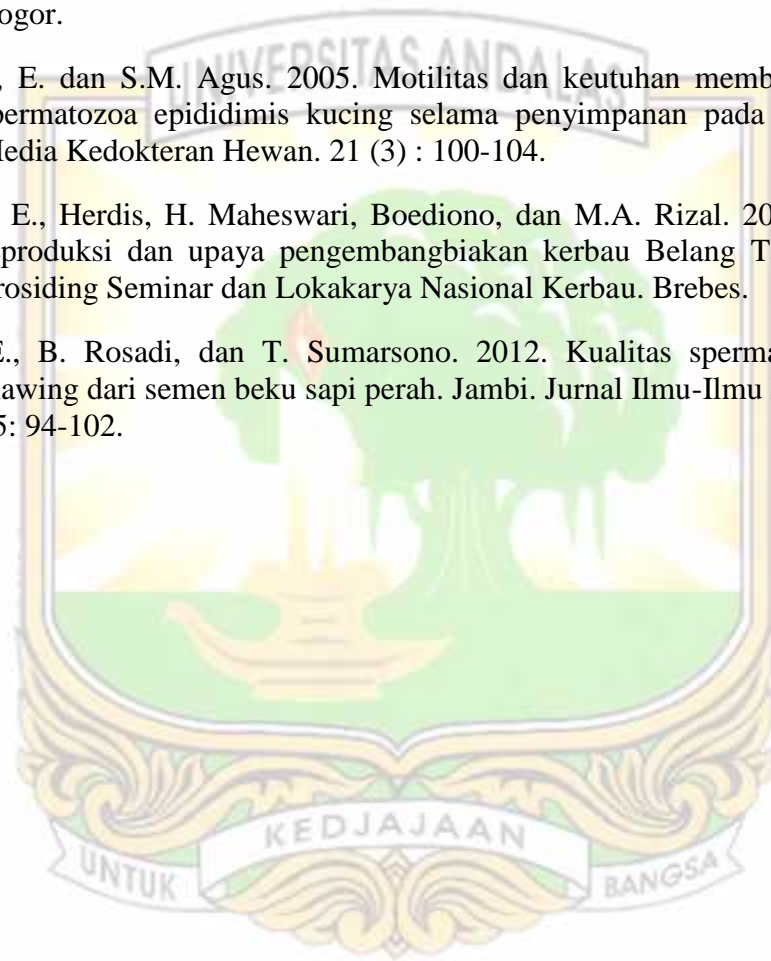 ogor.
UNIVERSITAS ANDALAS
, E. dan S.M. Agus. 2005. Motilitas dan keutuhan memb
permatozoa epididimis kucing selama penyimpanan pada
Media Kedokteran Hewan. 21 (3) : 100-104.
E., Herdis, H. Maheswari, Boediono, dan M.A. Rizal. 20
produksi dan upaya pengembangbiakan kerbau Belang T
rosiding Seminar dan Lokakarya Nasional Kerbau. Brebes.
E., B. Rosadi, dan T. Sumarsono. 2012. Kualitas sperma
awing dari semen beku sapi perah. Jambi. Jurnal Ilmu-Ilmu
5: 94-102.
UNTUK KEDJAJAAN BANGSA